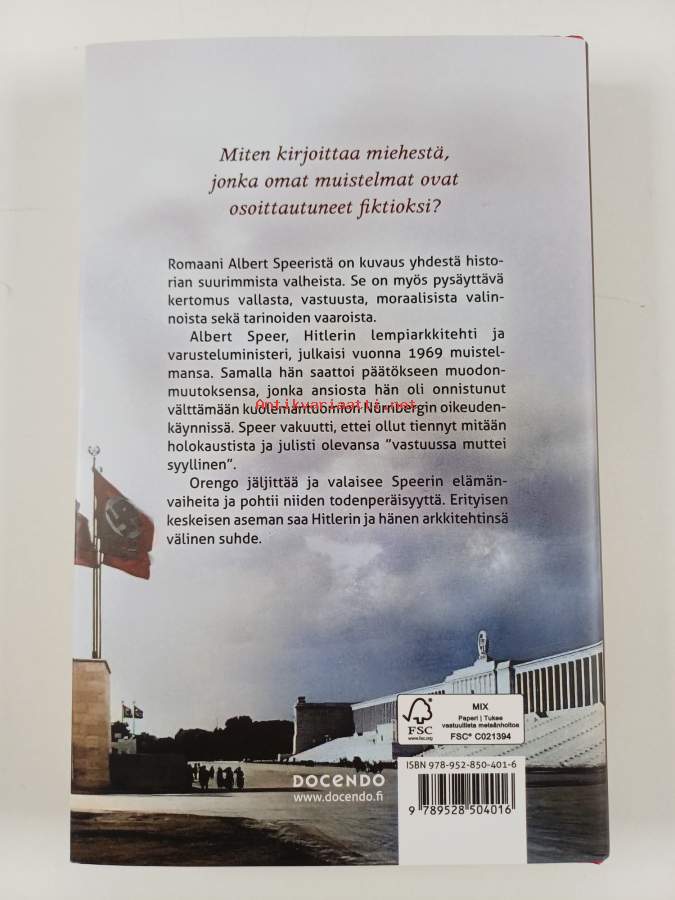 Miten kirjoittaa miehestä,
jonka omat muistelmat ovat
osoittautuneet fiktioksi?
Romaani Albert Speeristä on kuvaus yhdestä histo-
rian suurimmista valheista. Se on myös pysäyttävä
kertomus vallasta, vastuusta, moraalisista valin-
noista sekä tarinoiden vaaroista.
Albert Speer, Hitlerin lempiarkkitehti ja
varusteluministeri, julkaisi vuonna 1969 muistel-
mansa. Samalla hän saattoi päätökseen muodon-
muutoksensa, jonka ansiosta hän oli onnistunut
Antikvariaatti.net
välttämään kuolemantuomion Nürnbergin oikeuden-
käynnissä. Speer vakuutti, ettei ollut tiennyt mitään
holokaustista ja julisti olevansa ”vastuussa muttei
syyllinen”.
Orengo jäljittää ja valaisee Speerin elämän-
vaiheita ja pohtii niiden todenperäisyyttä. Erityisen
keskeisen aseman saa Hitlerin ja hänen arkkitehtinsä
välinen suhde.
FSC
www.fsc.org
MIX
Paperi | Tukee
vastuullista metsänhoitoa
FSC® C021394
DOCENDO
www.docendo.fi
ISBN 978-952-850-401-6
9 789528 504016